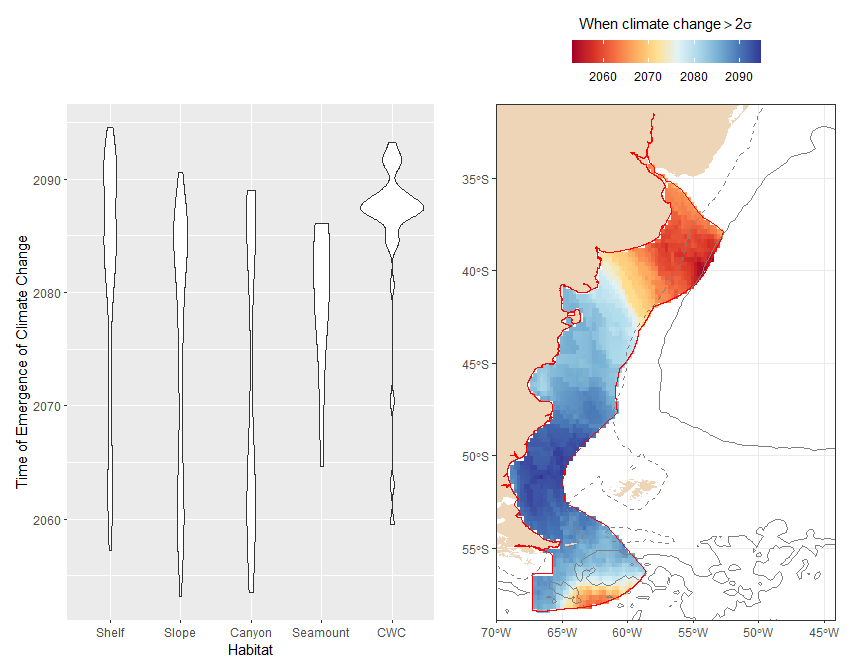 When climate change > 2σ
2060 2070 2080 2090
Time of Emergence of Climate Change
2090
2080
2070
2060
Shelf Slope Canyon Seamount CWC
Habitat
35°S
40°S
45°S
50°S
55°S
70°W 65°W 60°W 55°W 50°W 45°W